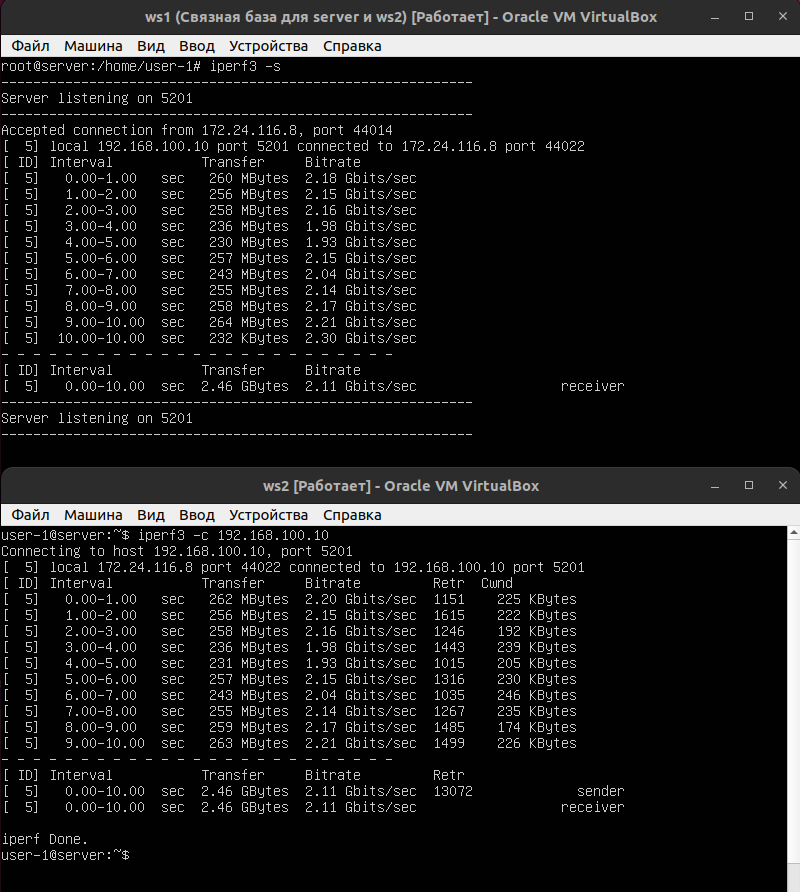 ws1 (Связная база для server и ws2) [Работает] - Oracle VM VirtualBox
Файл Машина Вид Ввод Устройства Справка
root@server:/home/user-1# iperf3 -s
-----------------------------------------------------------
Server listening on 5201
-----------------------------------------------------------
Accepted connection from 172.24.116.8, port 44014
[  5] local 192.168.100.10 port 5201 connected to 172.24.116.8 port 44022
[ ID] Interval           Transfer     Bitrate
[  5]   0.00-1.00   sec   260 MBytes  2.18 Gbits/sec
[  5]   1.00-2.00   sec   256 MBytes  2.15 Gbits/sec
[  5]   2.00-3.00   sec   258 MBytes  2.16 Gbits/sec
[  5]   3.00-4.00   sec   236 MBytes  1.98 Gbits/sec
[  5]   4.00-5.00   sec   230 MBytes  1.93 Gbits/sec
[  5]   5.00-6.00   sec   257 MBytes  2.15 Gbits/sec
[  5]   6.00-7.00   sec   243 MBytes  2.04 Gbits/sec
[  5]   7.00-8.00   sec   255 MBytes  2.14 Gbits/sec
[  5]   8.00-9.00   sec   258 MBytes  2.17 Gbits/sec
[  5]   9.00-10.00  sec   264 MBytes  2.21 Gbits/sec
[  5]  10.00-10.00  sec   232 KBytes  2.30 Gbits/sec
- - - - - - - - - - - - - - - - - - - - - - - - -
[ ID] Interval           Transfer     Bitrate
[  5]   0.00-10.00  sec  2.46 GBytes  2.11 Gbits/sec                  receiver
-----------------------------------------------------------
Server listening on 5201
-----------------------------------------------------------
ws2 [Работает] - Oracle VM VirtualBox
Файл Машина Вид Ввод Устройства Справка
user-1@server:~$ iperf3 -c 192.168.100.10
Connecting to host 192.168.100.10, port 5201
[  5] local 172.24.116.8 port 44022 connected to 192.168.100.10 port 5201
[ ID] Interval           Transfer     Bitrate         Retr  Cwnd
[  5]   0.00-1.00   sec   262 MBytes  2.20 Gbits/sec  1151    225 KBytes
[  5]   1.00-2.00   sec   256 MBytes  2.15 Gbits/sec  1615    222 KBytes
[  5]   2.00-3.00   sec   258 MBytes  2.16 Gbits/sec  1246    192 KBytes
[  5]   3.00-4.00   sec   236 MBytes  1.98 Gbits/sec  1443    239 KBytes
[  5]   4.00-5.00   sec   231 MBytes  1.93 Gbits/sec  1015    205 KBytes
[  5]   5.00-6.00   sec   257 MBytes  2.15 Gbits/sec  1316    230 KBytes
[  5]   6.00-7.00   sec   243 MBytes  2.04 Gbits/sec  1035    246 KBytes
[  5]   7.00-8.00   sec   255 MBytes  2.14 Gbits/sec  1267    235 KBytes
[  5]   8.00-9.00   sec   259 MBytes  2.17 Gbits/sec  1485    174 KBytes
[  5]   9.00-10.00  sec   263 MBytes  2.21 Gbits/sec  1499    226 KBytes
- - - - - - - - - - - - - - - - - - - - - - - - -
[ ID] Interval           Transfer     Bitrate         Retr
[  5]   0.00-10.00  sec  2.46 GBytes  2.11 Gbits/sec  13072             sender
[  5]   0.00-10.00  sec  2.46 GBytes  2.11 Gbits/sec                  receiver
iperf Done.
user-1@server:~$